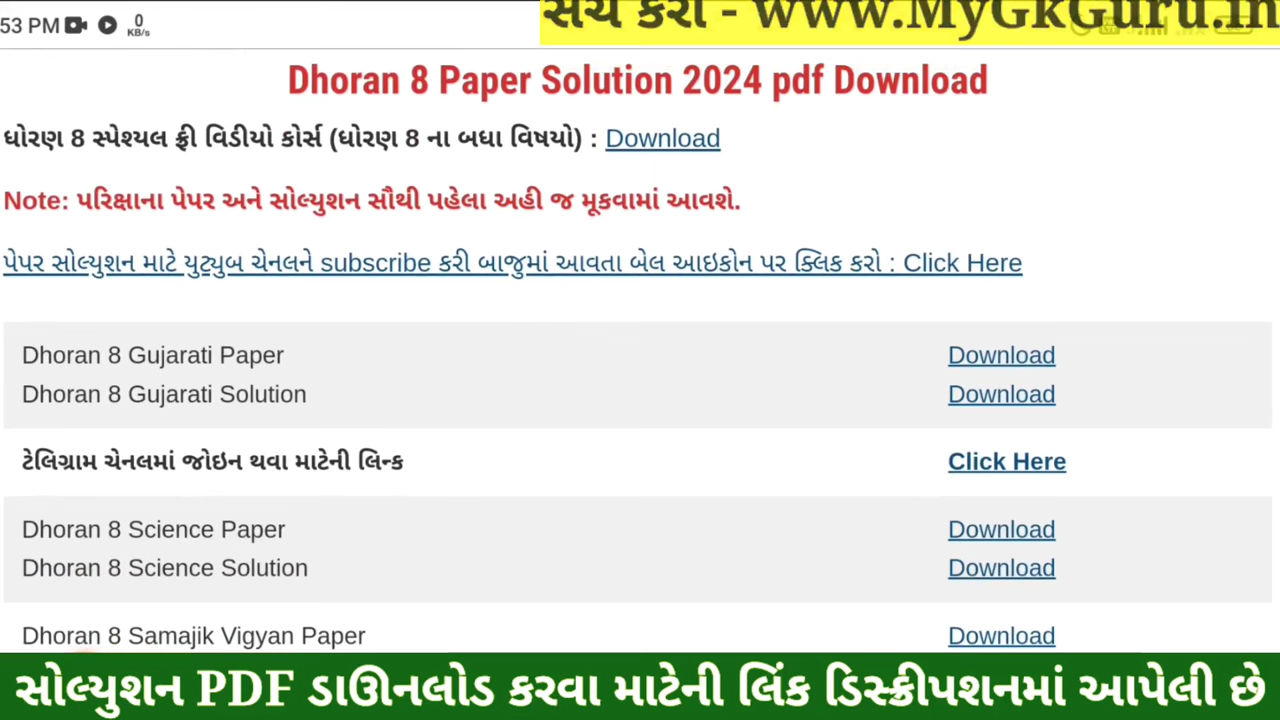 53 PM 0 KB/s
સર્ચ કરો - www.MyGkGuru.in
Dhoran 8 Paper Solution 2024 pdf Download
ધોરણ 8 સ્પેશ્યલ ફ્રી વિડીયો કોર્સ (ધોરણ 8 ના બધા વિષયો) : Download
Note: પરિક્ષાના પેપર અને સોલ્યુશન સૌથી પહેલા અહી જ મૂકવામાં આવશે.
પેપર સોલ્યુશન માટે યુટ્યુબ ચેનલને subscribe કરી બાજુમાં આવતા બેલ આઇકોન પર ક્લિક કરો : Click Here
Dhoran 8 Gujarati Paper Download
Dhoran 8 Gujarati Solution Download
ટેલિગ્રામ ચેનલમાં જોઇન થવા માટેની લિન્ક Click Here
Dhoran 8 Science Paper Download
Dhoran 8 Science Solution Download
Dhoran 8 Samajik Vigyan Paper Download
સોલ્યુશન PDF ડાઊનલોડ કરવા માટેની લિંક ડિસ્ક્રીપશનમાં આપેલી છે